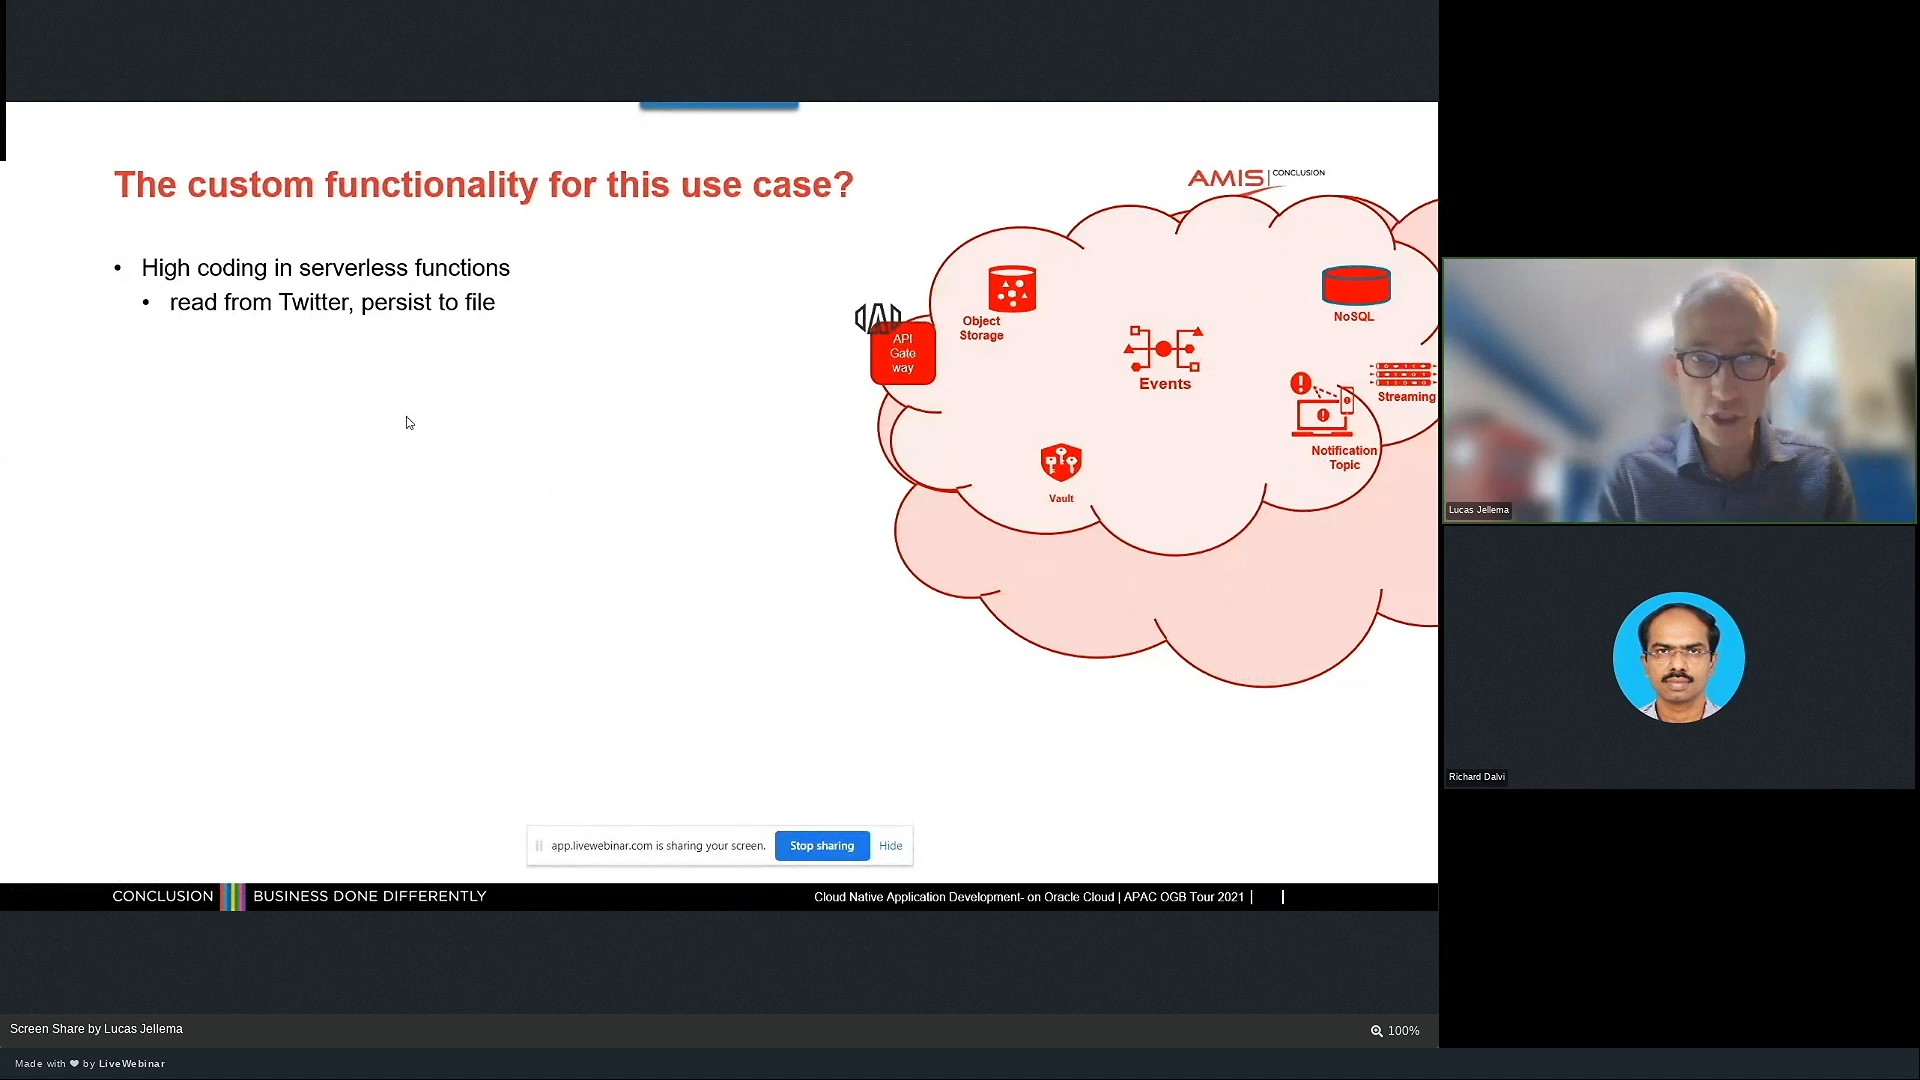 The custom functionality for this use case?
AMIS CONCLUSION
• High coding in serverless functions
• read from Twitter, persist to file
Object
Storage
API
Gate
way
Events
NoSQL
Streaming
Notification
Topic
Vault
app.livewebinar.com is sharing your screen. Stop sharing Hide
CONCLUSION BUSINESS DONE DIFFERENTLY
Cloud Native Application Development- on Oracle Cloud | APAC OGB Tour 2021 |
Lucas Jellema
Richard Dalvi
Screen Share by Lucas Jellema
100%
Made with ❤ by LiveWebinar